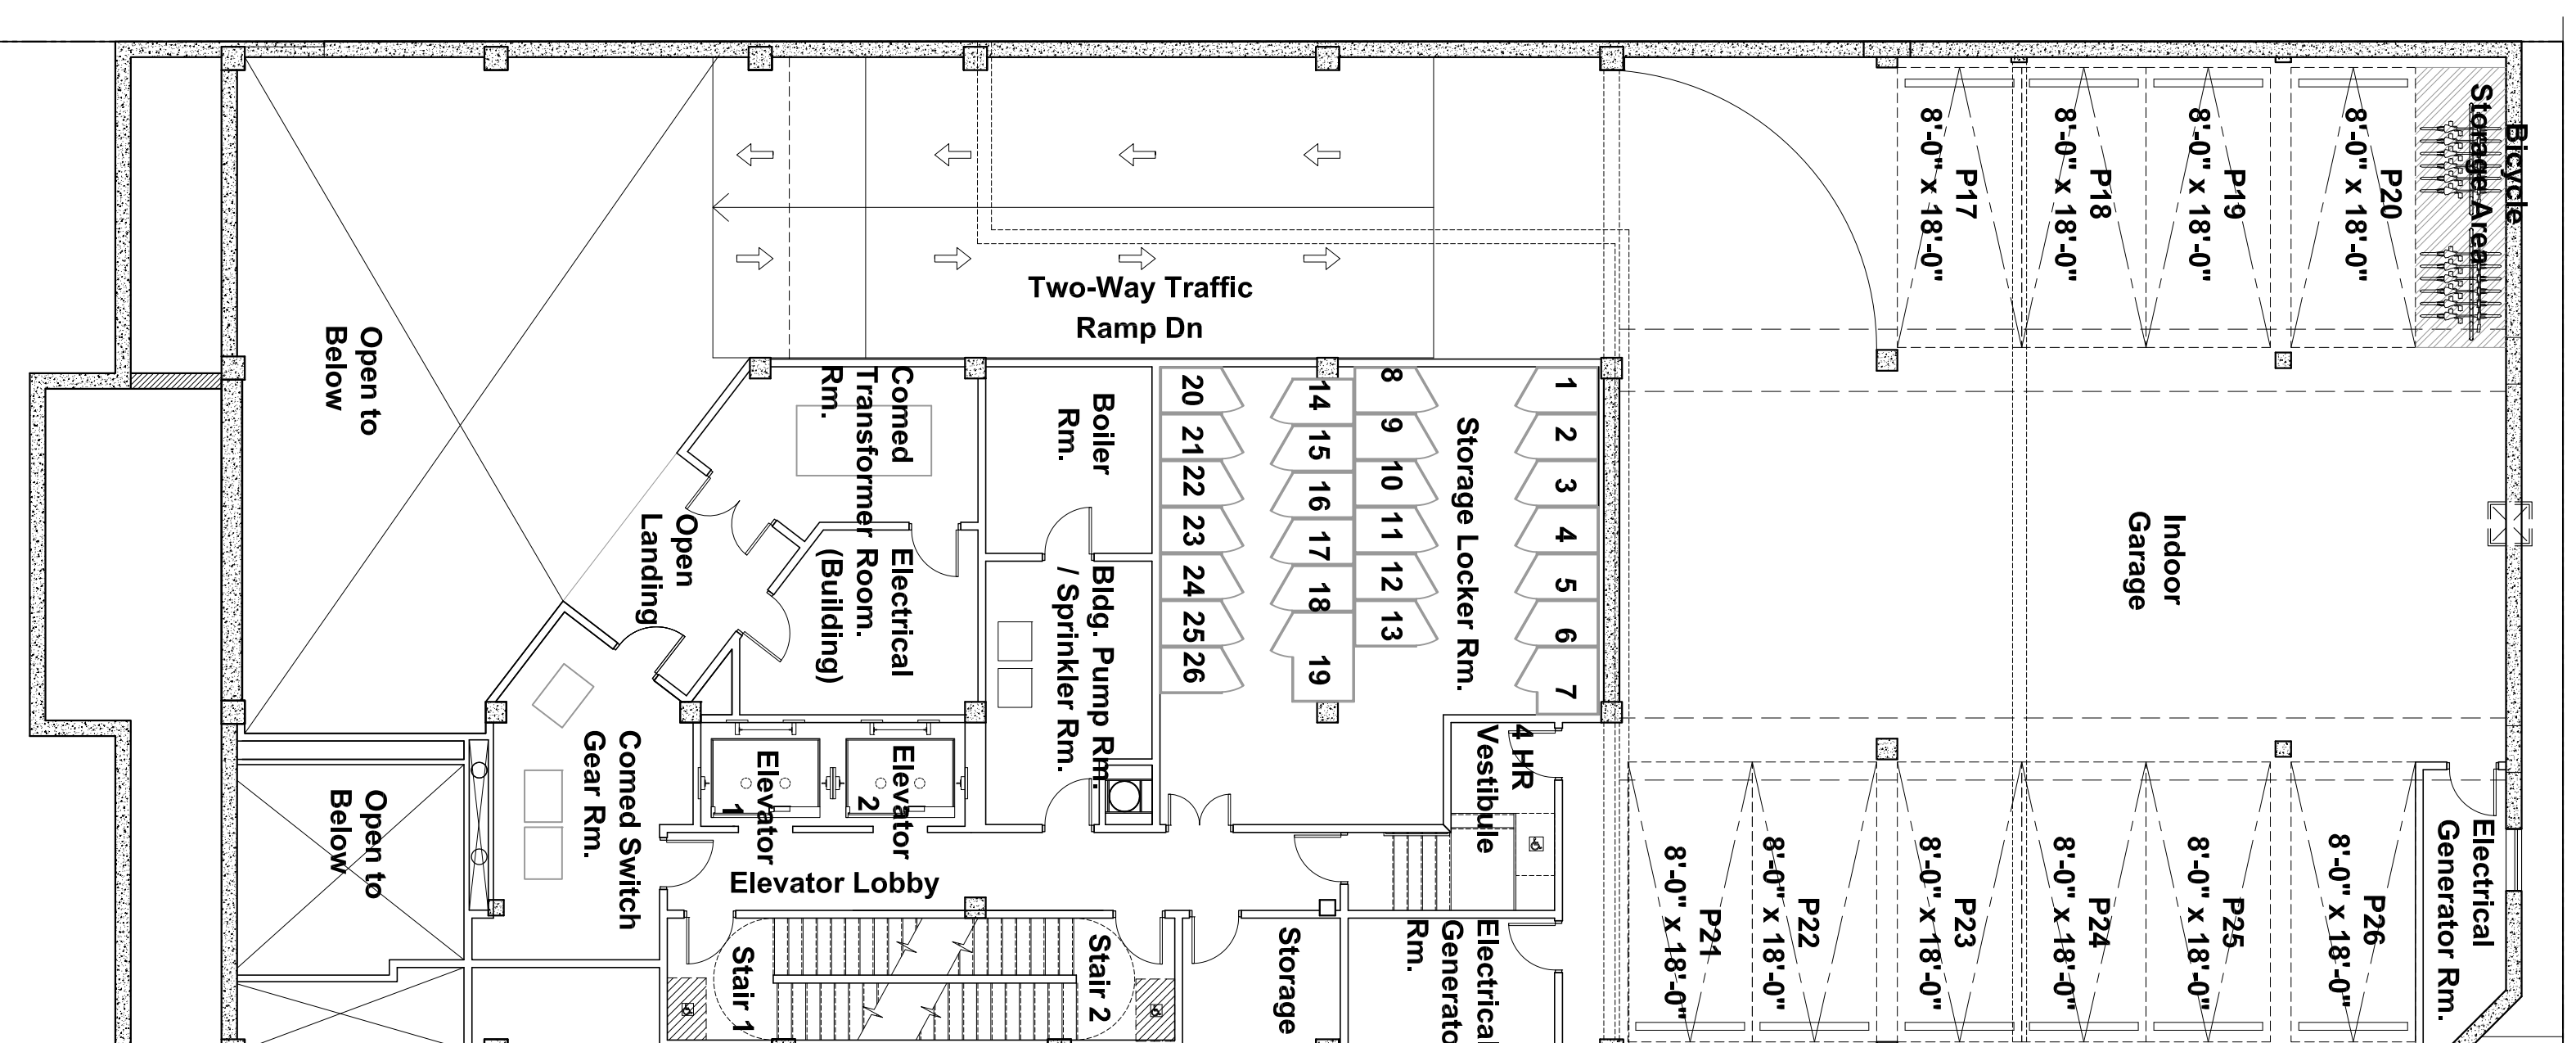 Two-Way Traffic
Ramp Dn
Open to
Below
Open to
Below
Open
Landing
Comed
Transformer Room.
Rm.
Electrical
(Building)
Boiler
Rm.
Bldg. Pump Rm.
/ Sprinkler Rm.
Comed Switch
Gear Rm.
Elevator
1
Elevator
2
Elevator Lobby
Stair 1
Stair 2
Storage
Storage Locker Rm.
20
21
22
23
24
25
26
14
15
16
17
18
19
8
9
10
11
12
13
1
2
3
4
5
6
7
4 HR
Vestibule
Electrical
Generato
Rm.
P17
8'-0" x 18'-0"
P18
8'-0" x 18'-0"
P19
8'-0" x 18'-0"
P20
8'-0" x 18'-0"
Bicycle
Storage Area
Indoor
Garage
P21
8'-0" x 18'-0"
P22
8'-0" x 18'-0"
P23
8'-0" x 18'-0"
P24
8'-0" x 18'-0"
P25
8'-0" x 18'-0"
P26
8'-0" x 18'-0"
Electrical
Generator Rm.